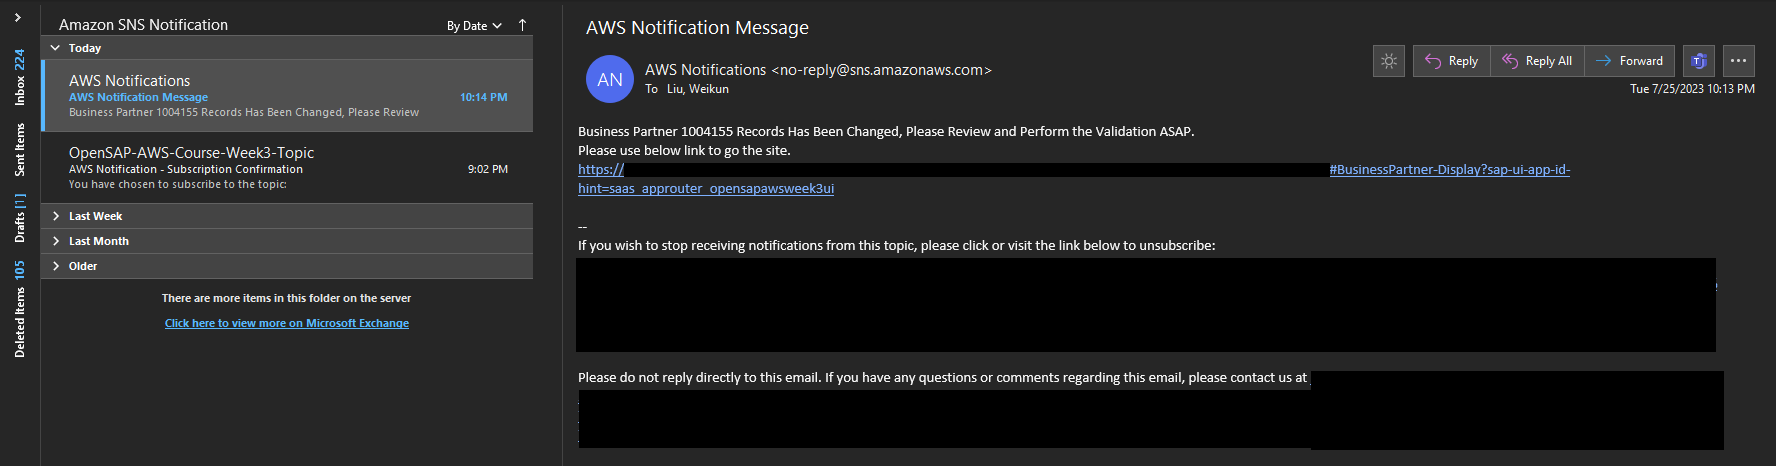 Inbox 224
Sent Items
Drafts [1]
Deleted Items 105
Amazon SNS Notification
By Date
Today
AWS Notifications
AWS Notification Message
10:14 PM
Business Partner 1004155 Records Has Been Changed, Please Review
OpenSAP-AWS-Course-Week3-Topic
AWS Notification - Subscription Confirmation
9:02 PM
You have chosen to subscribe to the topic:
Last Week
Last Month
Older
There are more items in this folder on the server
Click here to view more on Microsoft Exchange
AWS Notification Message
AN
AWS Notifications <no-reply@sns.amazonaws.com>
To Liu, Weikun
Reply
Reply All
Forward
Tue 7/25/2023 10:13 PM
Business Partner 1004155 Records Has Been Changed, Please Review and Perform the Validation ASAP.
Please use below link to go the site.
https:// #BusinessPartner-Display?sap-ui-app-id-
hint=saas_approuter_opensapawsweek3ui
--
If you wish to stop receiving notifications from this topic, please click or visit the link below to unsubscribe:
Please do not reply directly to this email. If you have any questions or comments regarding this email, please contact us at